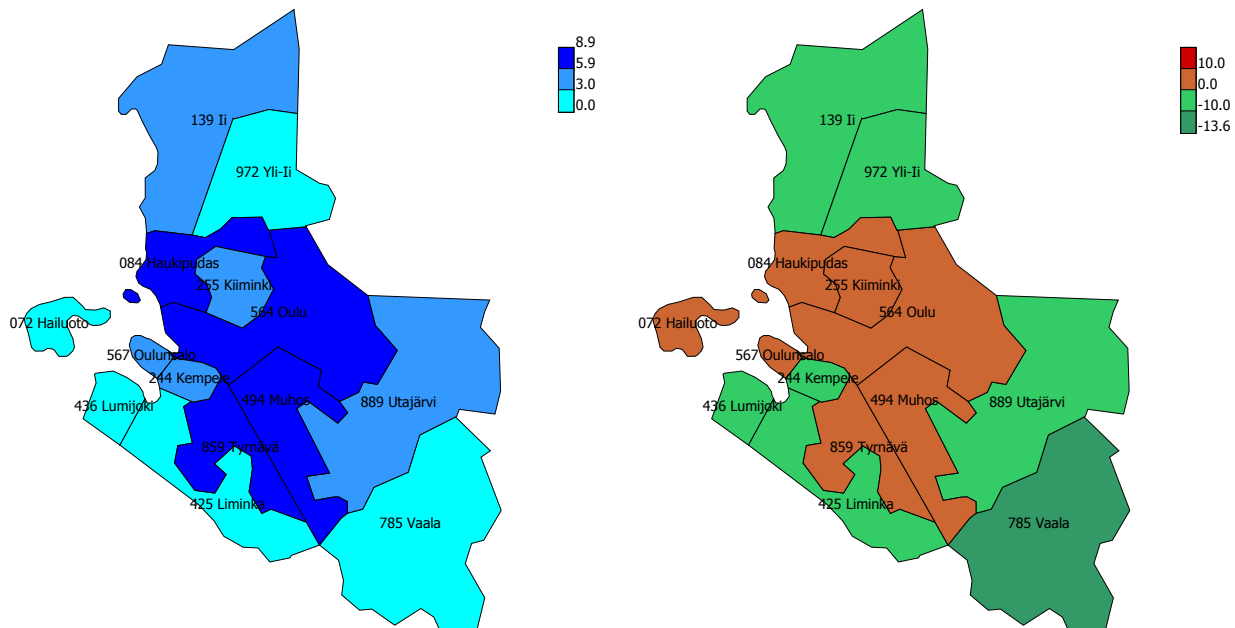 8.9
5.9
3.0
0.0
139 Ii
972 Yli-Ii
084 Haukipudas
255 Kiiminki
564 Oulu
072 Hailuoto
567 Oulunsalo
244 Kempele
436 Lumijoki
494 Muhos
889 Utajärvi
859 Tyrnävä
425 Liminka
785 Vaala
10.0
0.0
-10.0
-13.6
139 Ii
972 Yli-Ii
084 Haukipudas
255 Kiiminki
564 Oulu
072 Hailuoto
567 Oulunsalo
244 Kempele
436 Lumijoki
494 Muhos
889 Utajärvi
859 Tyrnävä
425 Liminka
785 Vaala